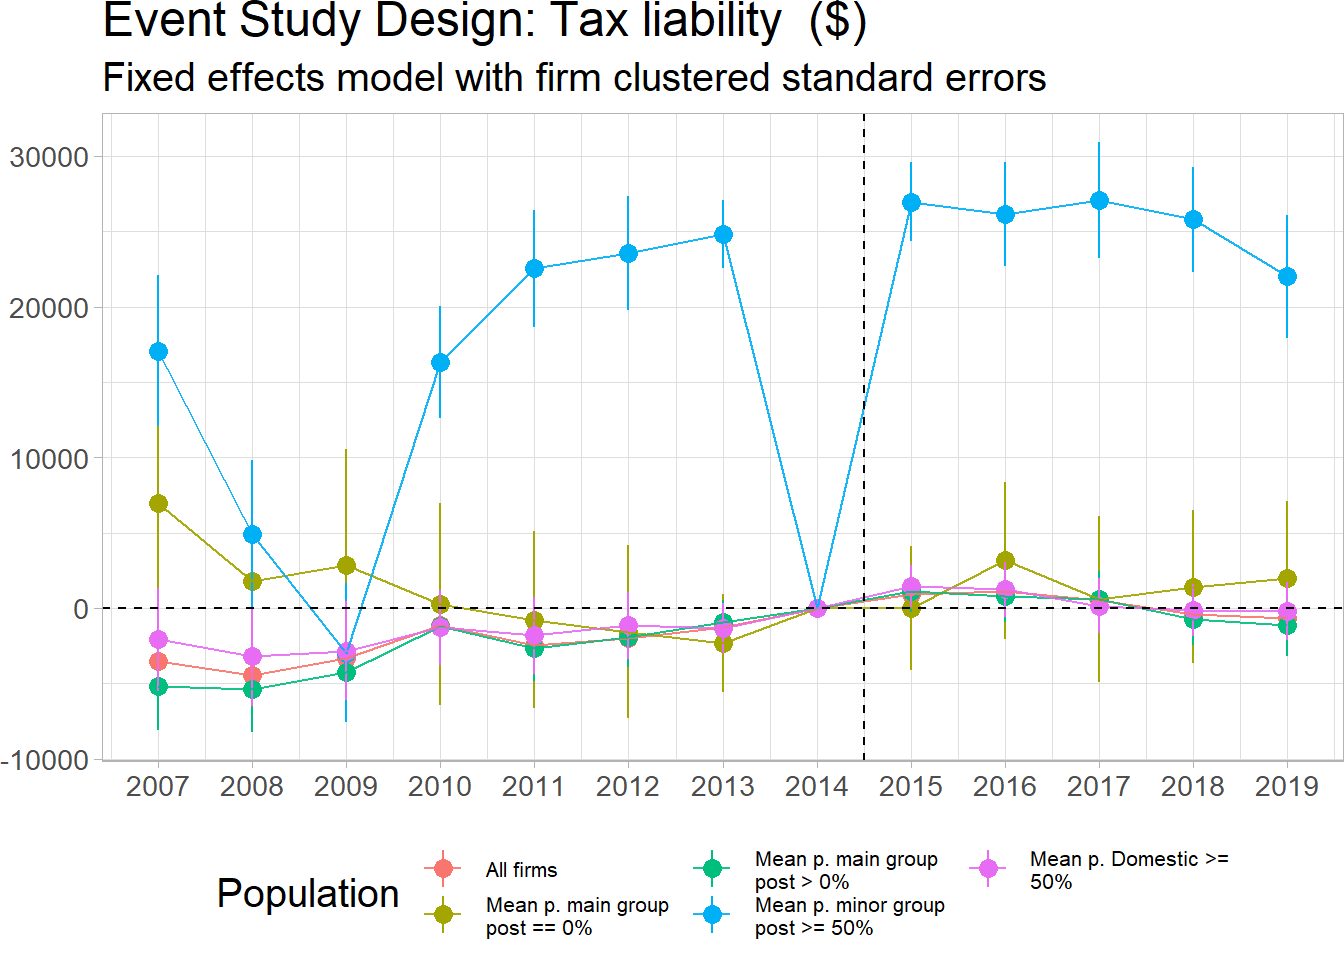 Event Study Design: Tax liability  ($)
Fixed effects model with firm clustered standard errors
30000
20000
10000
0
-10000
2007 2008 2009 2010 2011 2012 2013 2014 2015 2016 2017 2018 2019
Population
All firms
Mean p. main group
post == 0%
Mean p. main group
post > 0%
Mean p. minor group
post >= 50%
Mean p. Domestic >=
50%